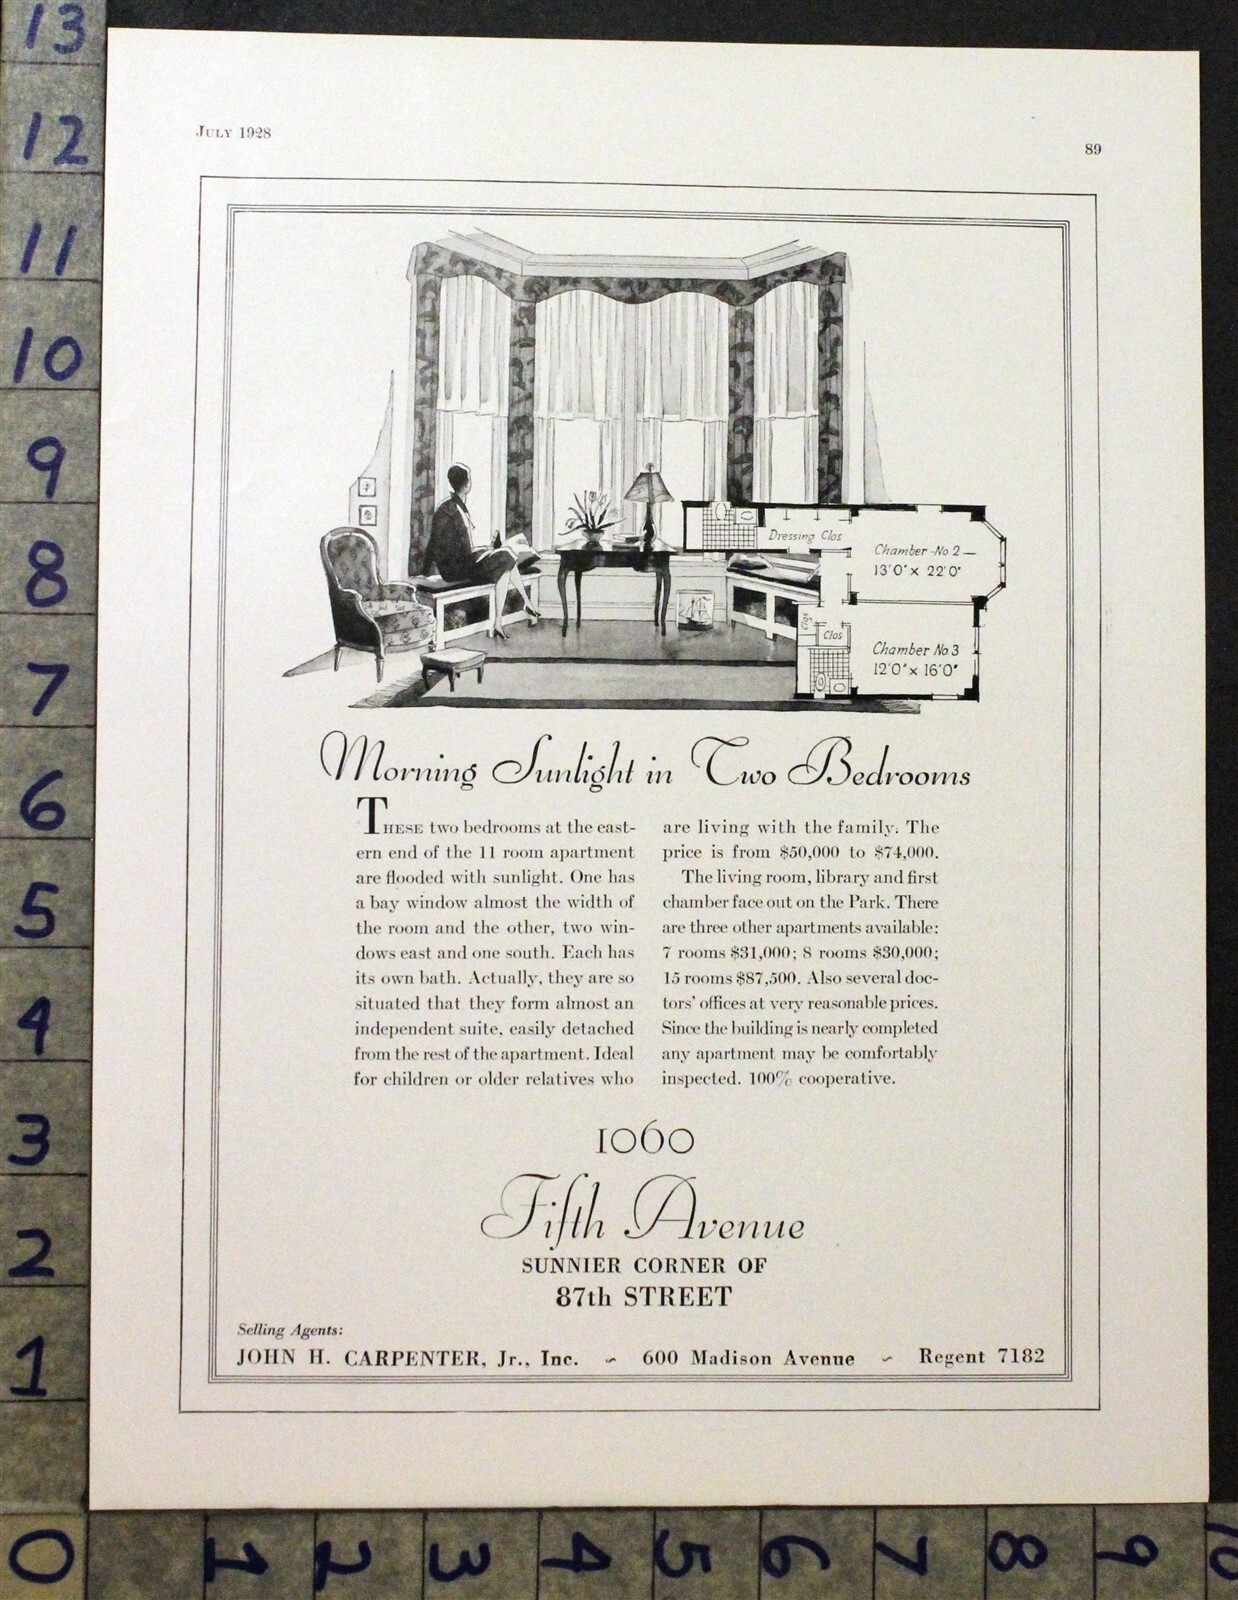 13
12
11
10
9
8
7
6
5
4
3
2
1
0
1
2
3
4
5
6
7
8
9
10
JULY 1928
89
Dressing Clos
Chamber No 2
13'0" x 22'0"
Clos
Clos
Chamber No 3
12'0" x 16'0"
Morning Sunlight in Two Bedrooms
THESE two bedrooms at the east-
ern end of the 11 room apartment
are flooded with sunlight. One has
a bay window almost the width of
the room and the other, two win-
dows east and one south. Each has
its own bath. Actually, they are so
situated that they form almost an
independent suite, easily detached
from the rest of the apartment. Ideal
for children or older relatives who
are living with the family. The
price is from $50,000 to $74,000.
The living room, library and first
chamber face out on the Park. There
are three other apartments available:
7 rooms $31,000; 8 rooms $30,000;
15 rooms $87,500. Also several doc-
tors' offices at very reasonable prices.
Since the building is nearly completed
any apartment may be comfortably
inspected. 100% cooperative.
1060
Fifth Avenue
SUNNIER CORNER OF
87th STREET
Selling Agents:
JOHN H. CARPENTER, Jr., Inc. ~ 600 Madison Avenue ~ Regent 7182